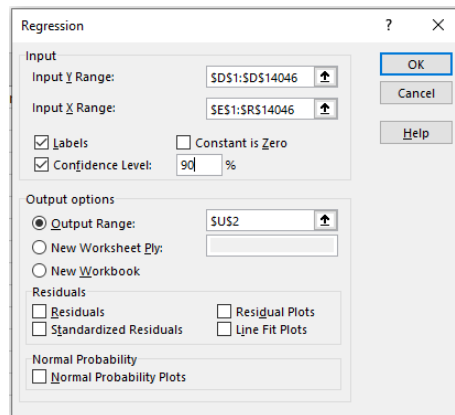 Regression ? ×
Input
Input Y Range: $D$1:$D$14046
Input X Range: $E$1:$R$14046
Labels Constant is Zero
Confidence Level: 90 %
OK
Cancel
Help
Output options
Output Range: $U$2
New Worksheet Ply:
New Workbook
Residuals
Residuals Residual Plots
Standardized Residuals Line Fit Plots
Normal Probability
Normal Probability Plots